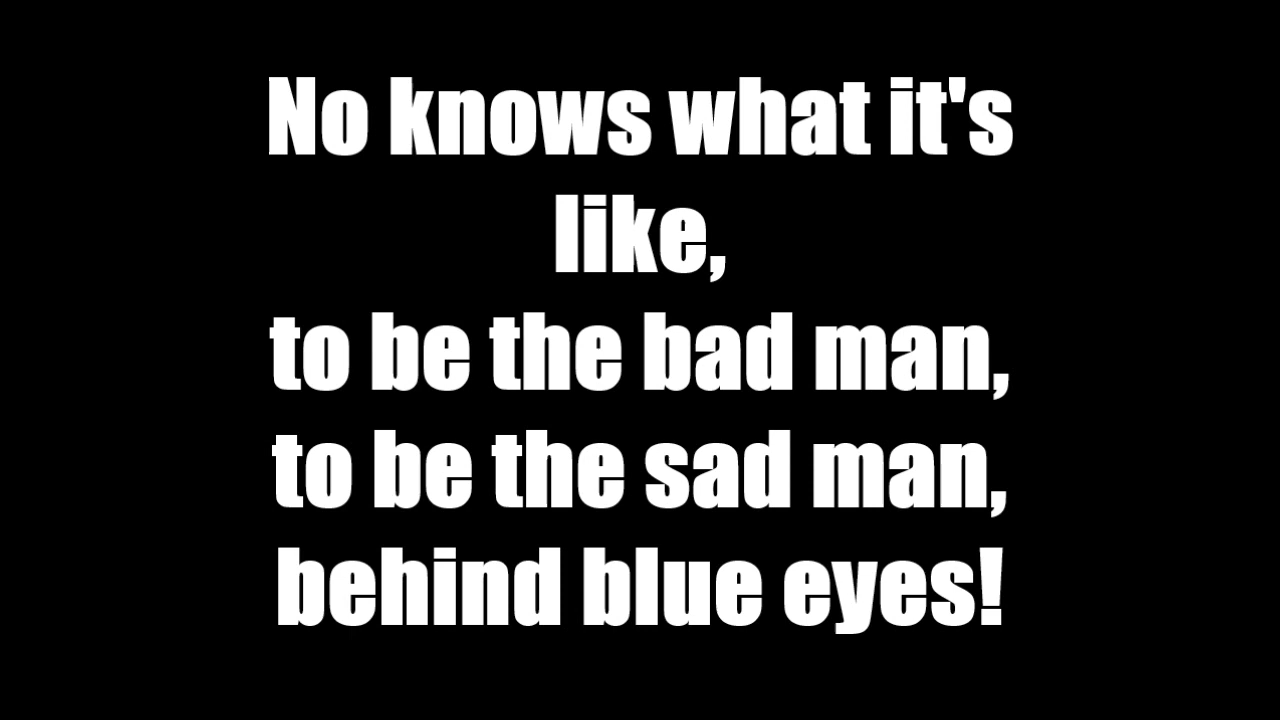 No knows what it's
like,
to be the bad man,
to be the sad man,
behind blue eyes!